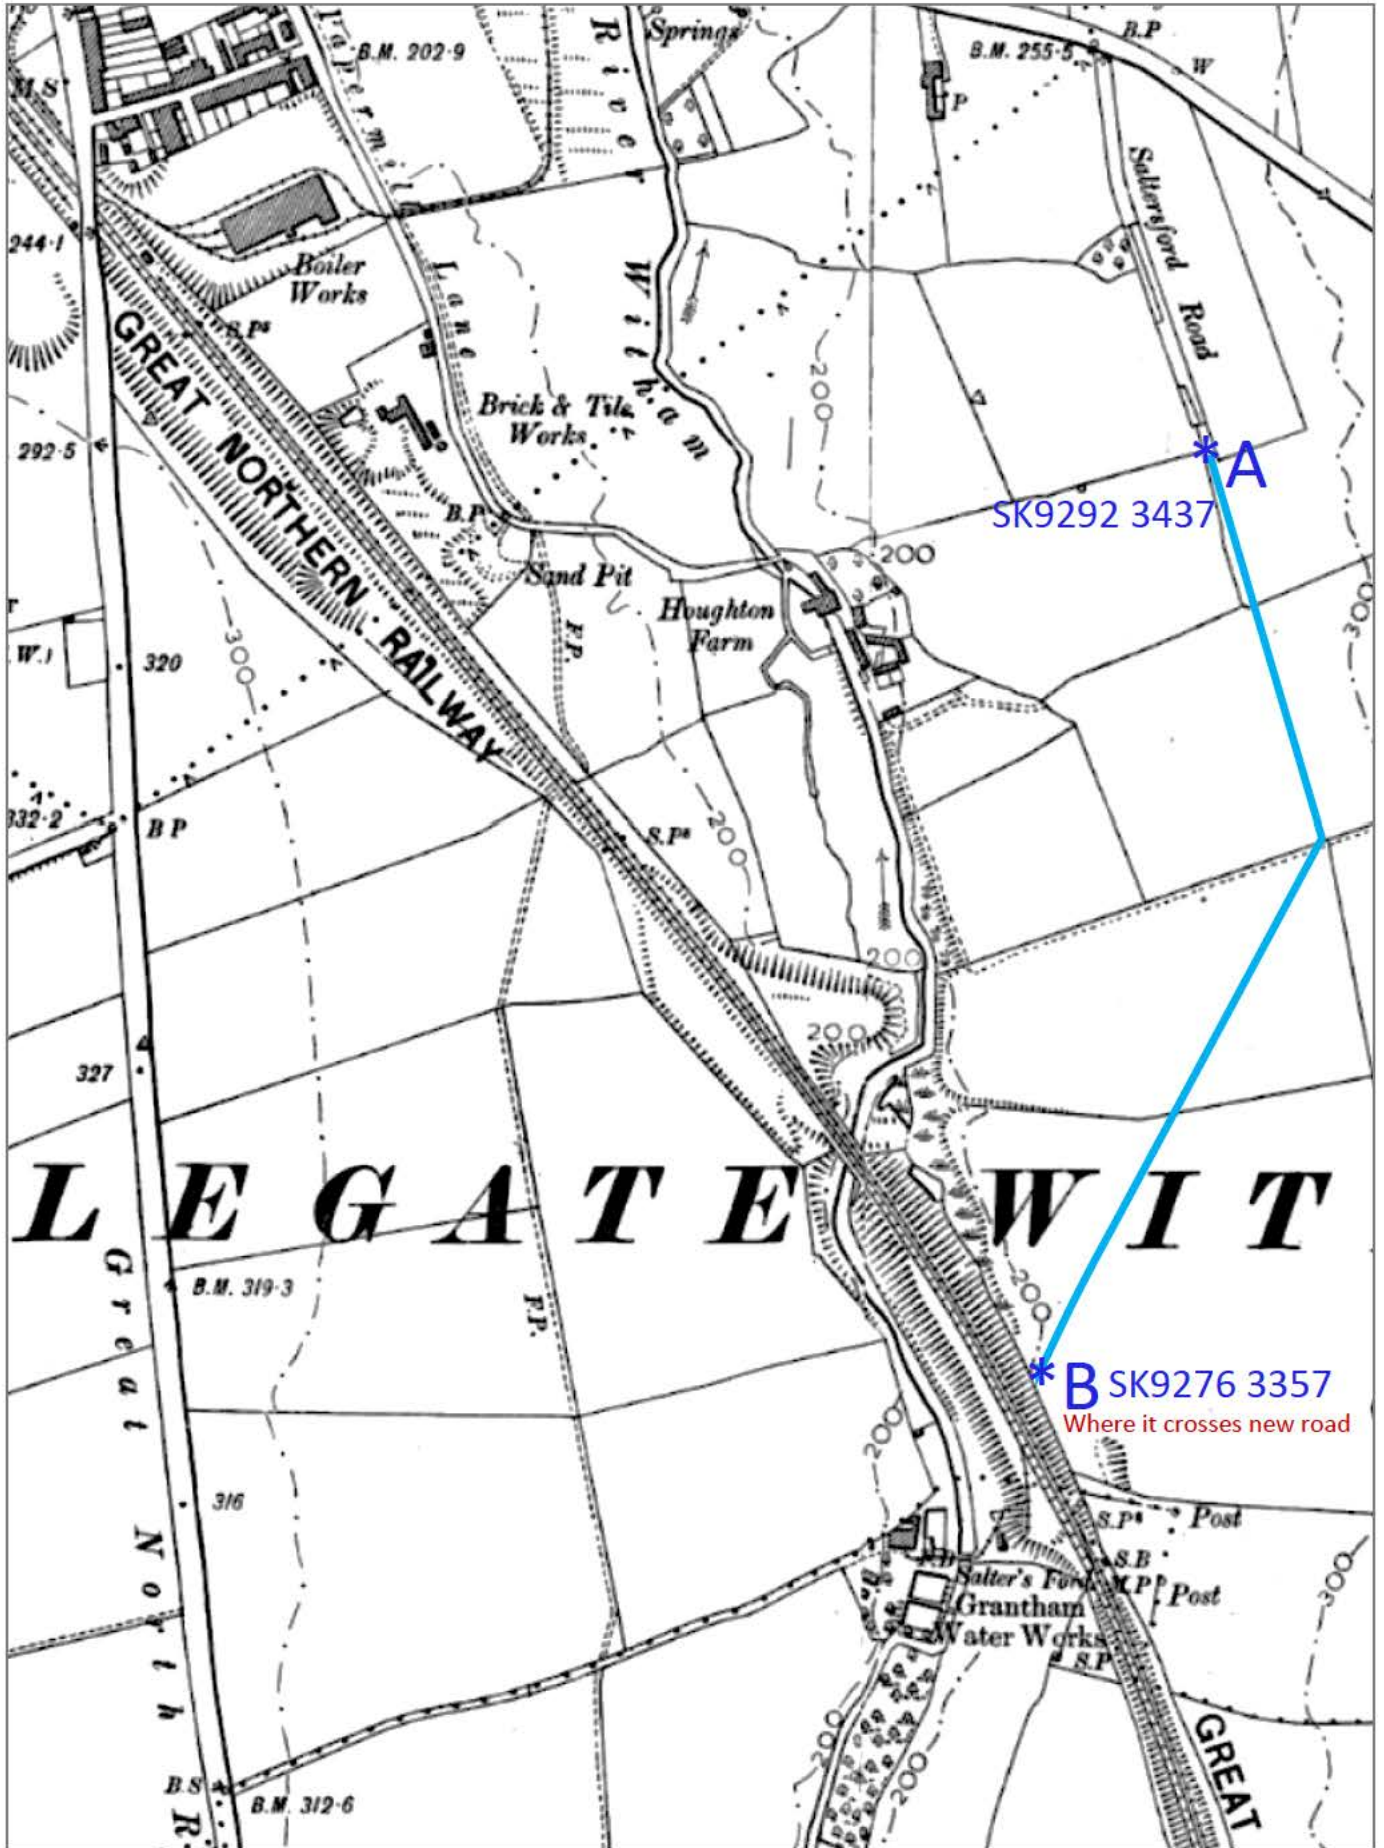 Springs
B.M. 202·9
B.M. 255·5
B.P
W
M.S
P
River
Witham
Saltersford Road
244·1
Boiler
Works
Lane
B.Ps
GREAT NORTHERN RAILWAY
200
Brick & Tile
Works
292·5
A
SK9292 3437
B.P
200
Sand Pit
Houghton
Farm
300
F.P.
W.)
320
300
332·2
B P
S.Ps
200
200
200
327
LEGATE WIT
Great North R
B.M. 319·3
F.P.
200
B SK9276 3357
Where it crosses new road
200
316
S.Ps
Post
F.B
S.B
Salter's Ford
M.P
Post
300
Grantham
Water Works
S.P
GREAT
200
200
B S
B.M. 312·6